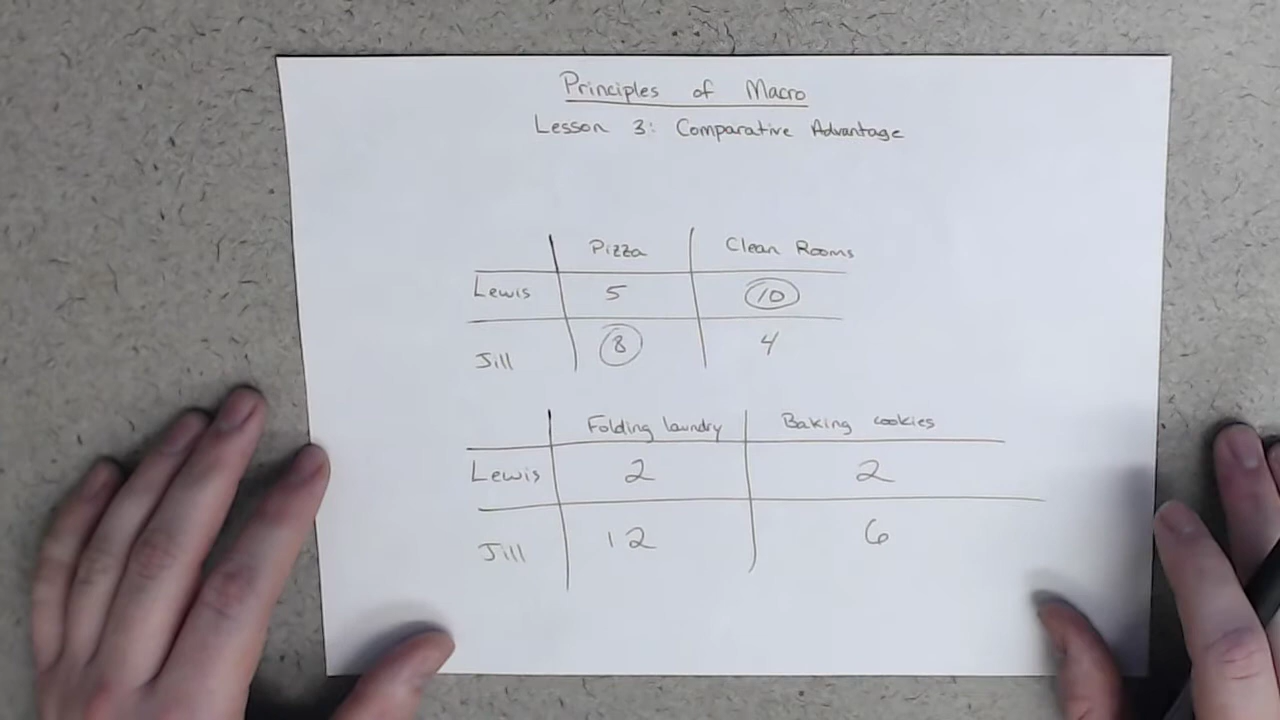 Principles of Macro
Lesson 3: Comparative Advantage
Pizza Clean Rooms
Lewis 5 10
Jill 8 4
Folding laundry Baking cookies
Lewis 2 2
Jill 12 6